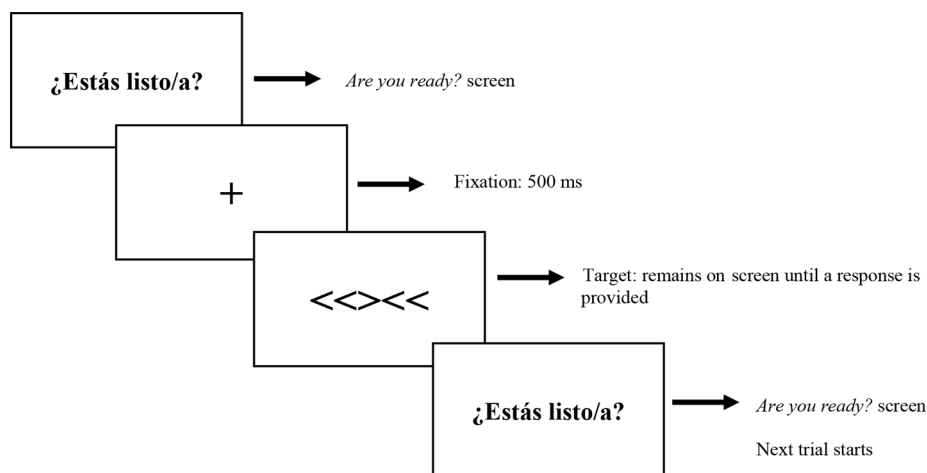 ¿Estás listo/a?
Are you ready? screen
+
Fixation: 500 ms
<<><<
Target: remains on screen until a response is
provided
¿Estás listo/a?
Are you ready? screen
Next trial starts